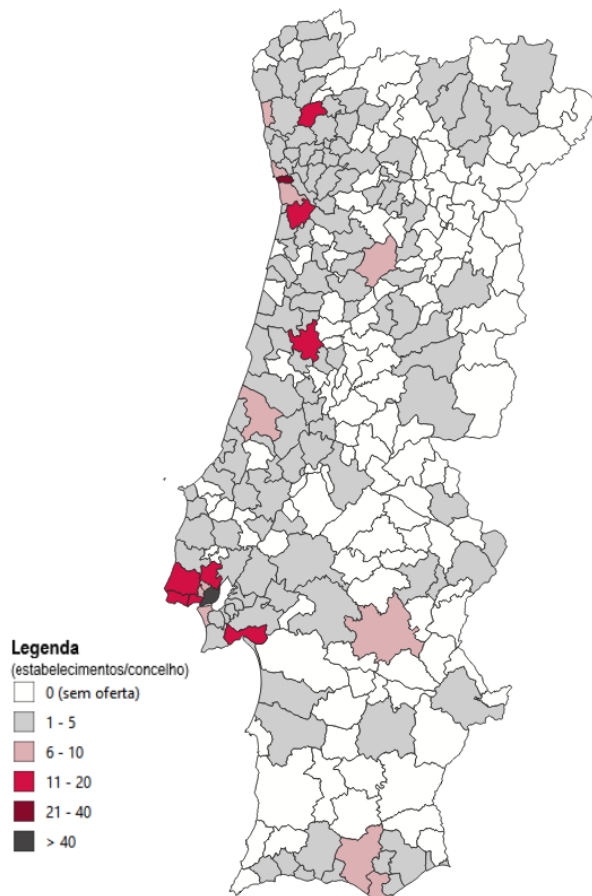 Legenda
(estabelecimentos/concelho)
0 (sem oferta)
1 - 5
6 - 10
11 - 20
21 - 40
> 40